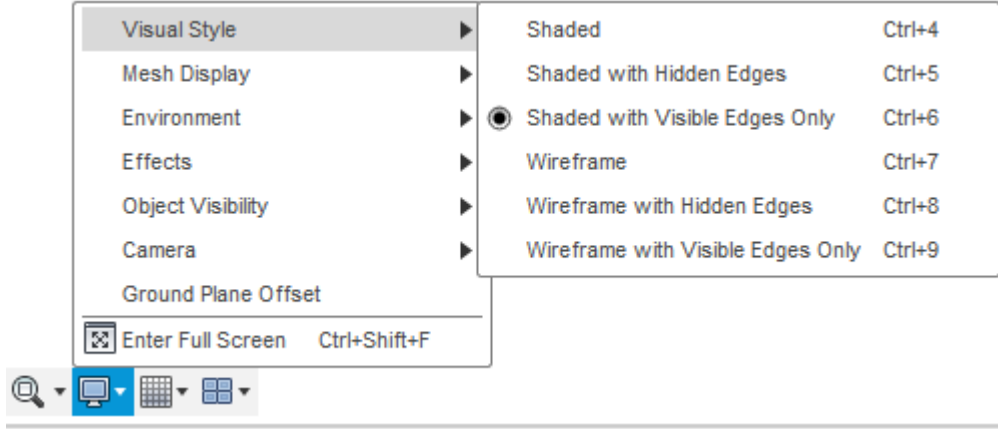 Visual Style
Mesh Display
Environment
Effects
Object Visibility
Camera
Ground Plane Offset
Enter Full Screen Ctrl+Shift+F
Shaded Ctrl+4
Shaded with Hidden Edges Ctrl+5
Shaded with Visible Edges Only Ctrl+6
Wireframe Ctrl+7
Wireframe with Hidden Edges Ctrl+8
Wireframe with Visible Edges Only Ctrl+9